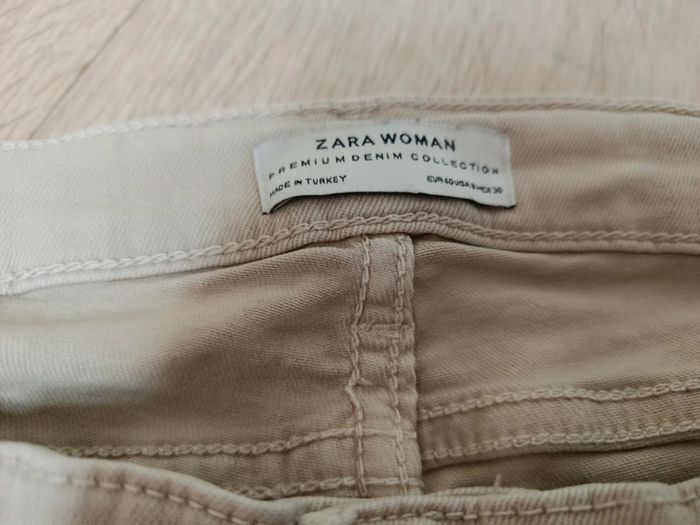 ZARA WOMAN
PREMIUM DENIM COLLECTION
MADE IN TURKEY EUR 40 USA 8 MEX 30